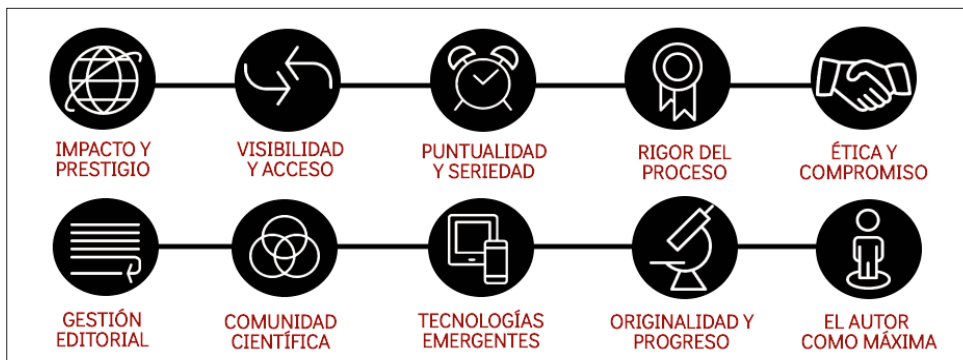 IMPACTO Y
PRESTIGIO
VISIBILIDAD
Y ACCESO
PUNTUALIDAD
Y SERIEDAD
RIGOR DEL
PROCESO
ÉTICA Y
COMPROMISO
GESTIÓN
EDITORIAL
COMUNIDAD
CIENTÍFICA
TECNOLOGÍAS
EMERGENTES
ORIGINALIDAD Y
PROGRESO
EL AUTOR
COMO MÁXIMA